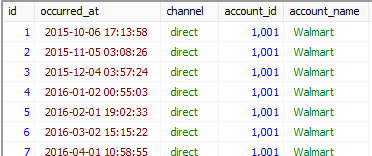 id occurred_at channel account_id account_name
1 2015-10-06 17:13:58 direct 1,001 Walmart
2 2015-11-05 03:08:26 direct 1,001 Walmart
3 2015-12-04 03:57:24 direct 1,001 Walmart
4 2016-01-02 00:55:03 direct 1,001 Walmart
5 2016-02-01 19:02:33 direct 1,001 Walmart
6 2016-03-02 15:15:22 direct 1,001 Walmart
7 2016-04-01 10:58:55 direct 1,001 Walmart